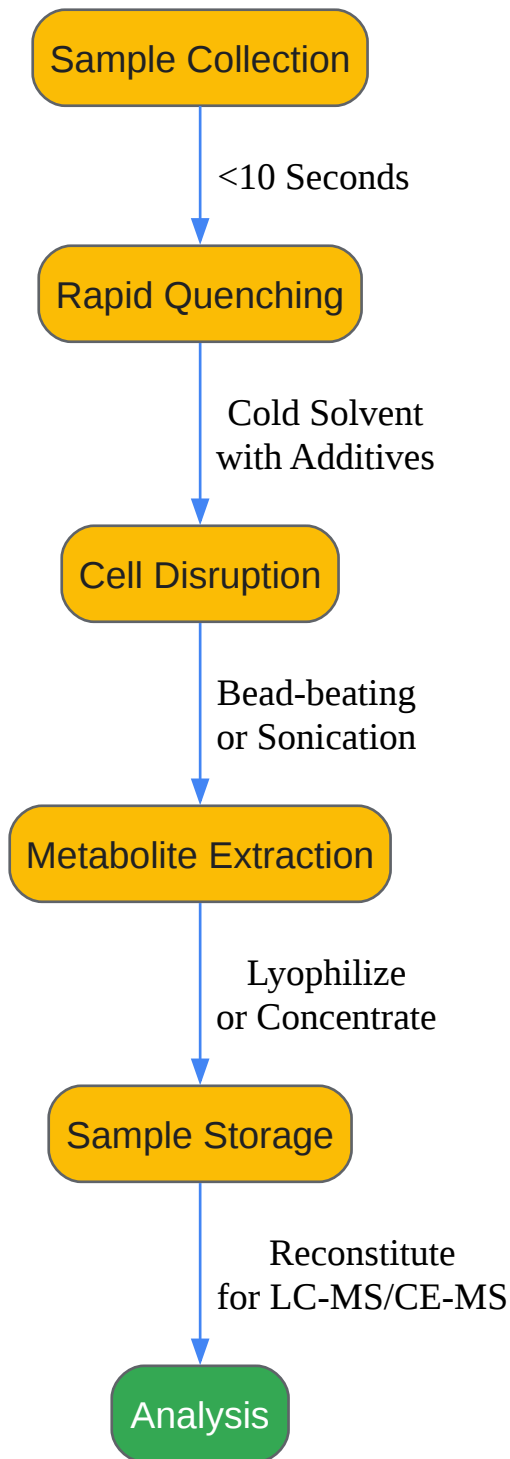 Sample Collection
<10 Seconds
Rapid Quenching
Cold Solvent
with Additives
Cell Disruption
Bead-beating
or Sonication
Metabolite Extraction
Lyophilize
or Concentrate
Sample Storage
Reconstitute
for LC-MS/CE-MS
Analysis